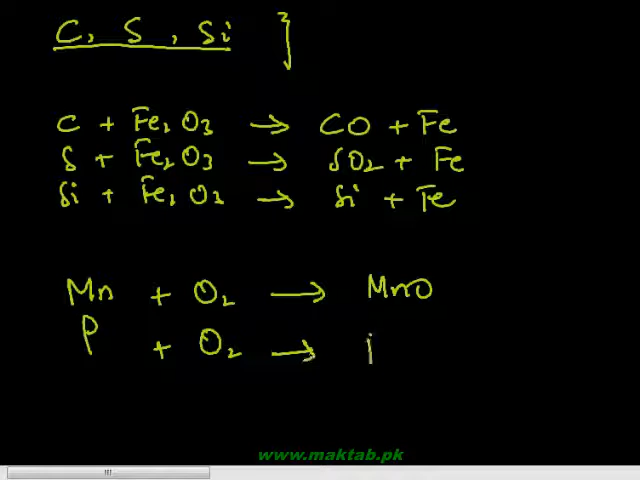 C, S, Si }
C + Fe2O3 → CO + Fe
S + Fe2O3 → SO2 + Fe
Si + Fe2O3 → Si + Fe
Mn + O2 → MnO
P + O2 →
www.maktab.pk